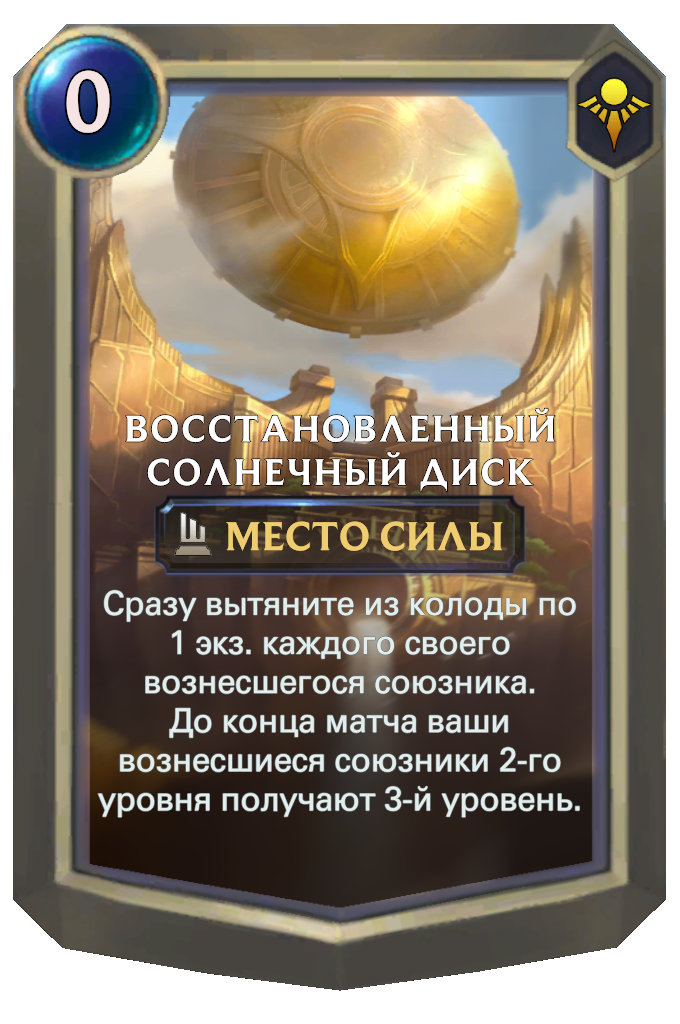 0
ВОССТАНОВЛЕННЫЙ
СОЛНЕЧНЫЙ ДИСК
МЕСТО СИЛЫ
Сразу вытяните из колоды по
1 экз. каждого своего
вознесшегося союзника.
До конца матча ваши
вознесшиеся союзники 2-го
уровня получают 3-й уровень.